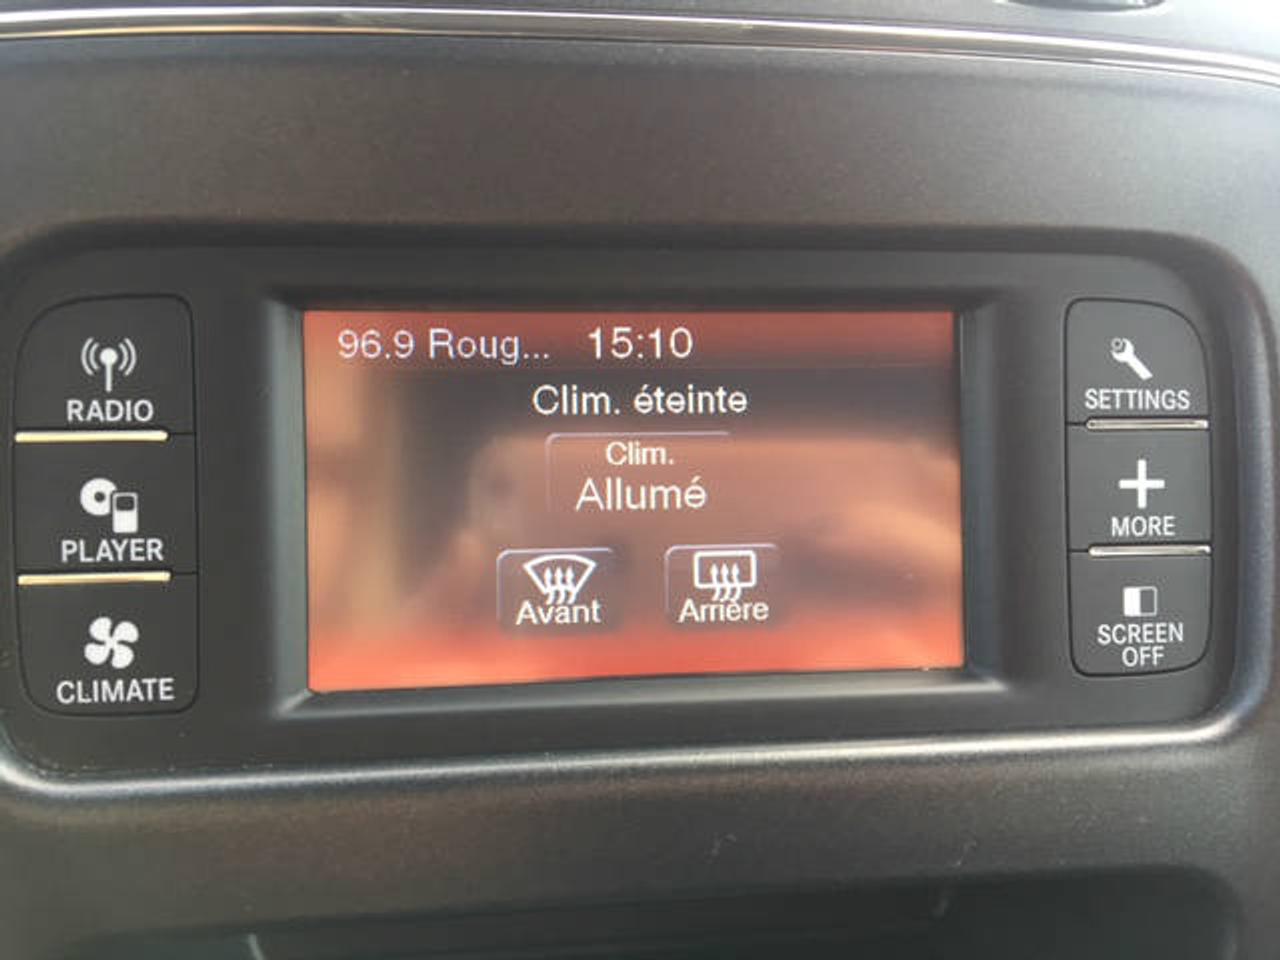 96.9 Roug... 15:10
Clim. éteinte
Clim.
Allumé
Avant
Arrière
RADIO
PLAYER
CLIMATE
SETTINGS
MORE
SCREEN
OFF